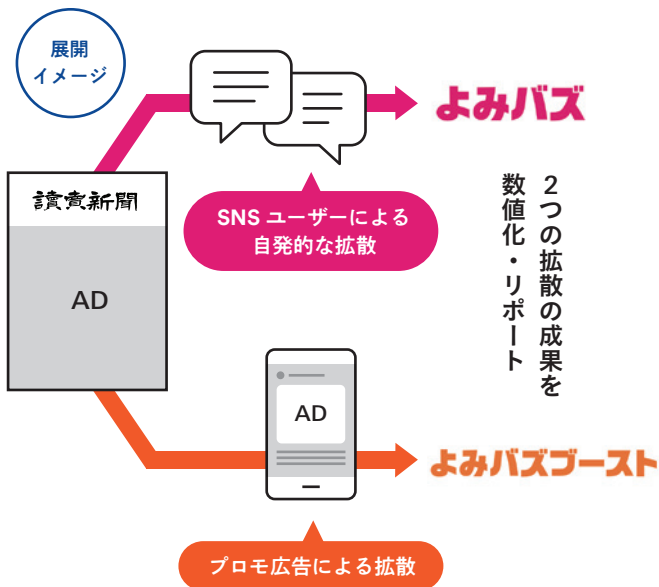 展開
イメージ
讀賣新聞
AD
SNS ユーザーによる
自発的な拡散
よみバズ
2つの拡散の成果を
数値化・リポート
AD
よみバズブースト
プロモ広告による拡散